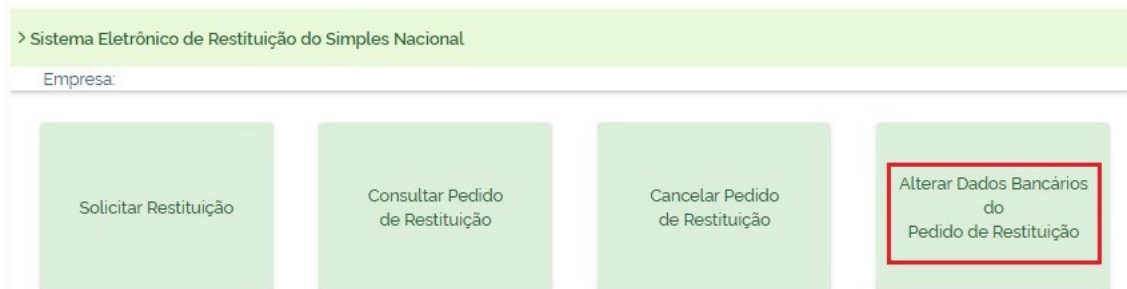 > Sistema Eletrônico de Restituição do Simples Nacional
Empresa:
Solicitar Restituição
Consultar Pedido
de Restituição
Cancelar Pedido
de Restituição
Alterar Dados Bancários
do
Pedido de Restituição